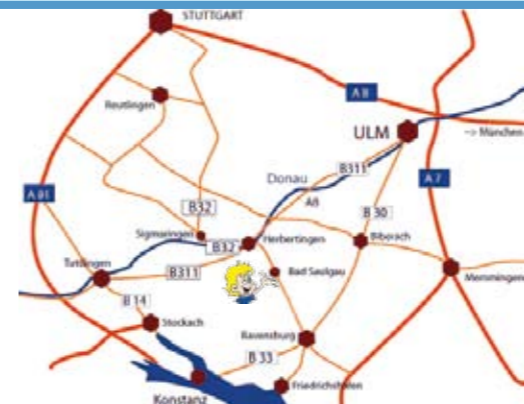 STUTTGART
Reutlingen
A 8
ULM
--> München
Donau
B311
A 7
A 81
B32
B 30
Sigmaringen
B32
Herbertingen
Biberach
Tuttlingen
B311
Bad Saulgau
Memmingen
B 14
Stockach
Ravensburg
B 33
Konstanz
Friedrichshafen